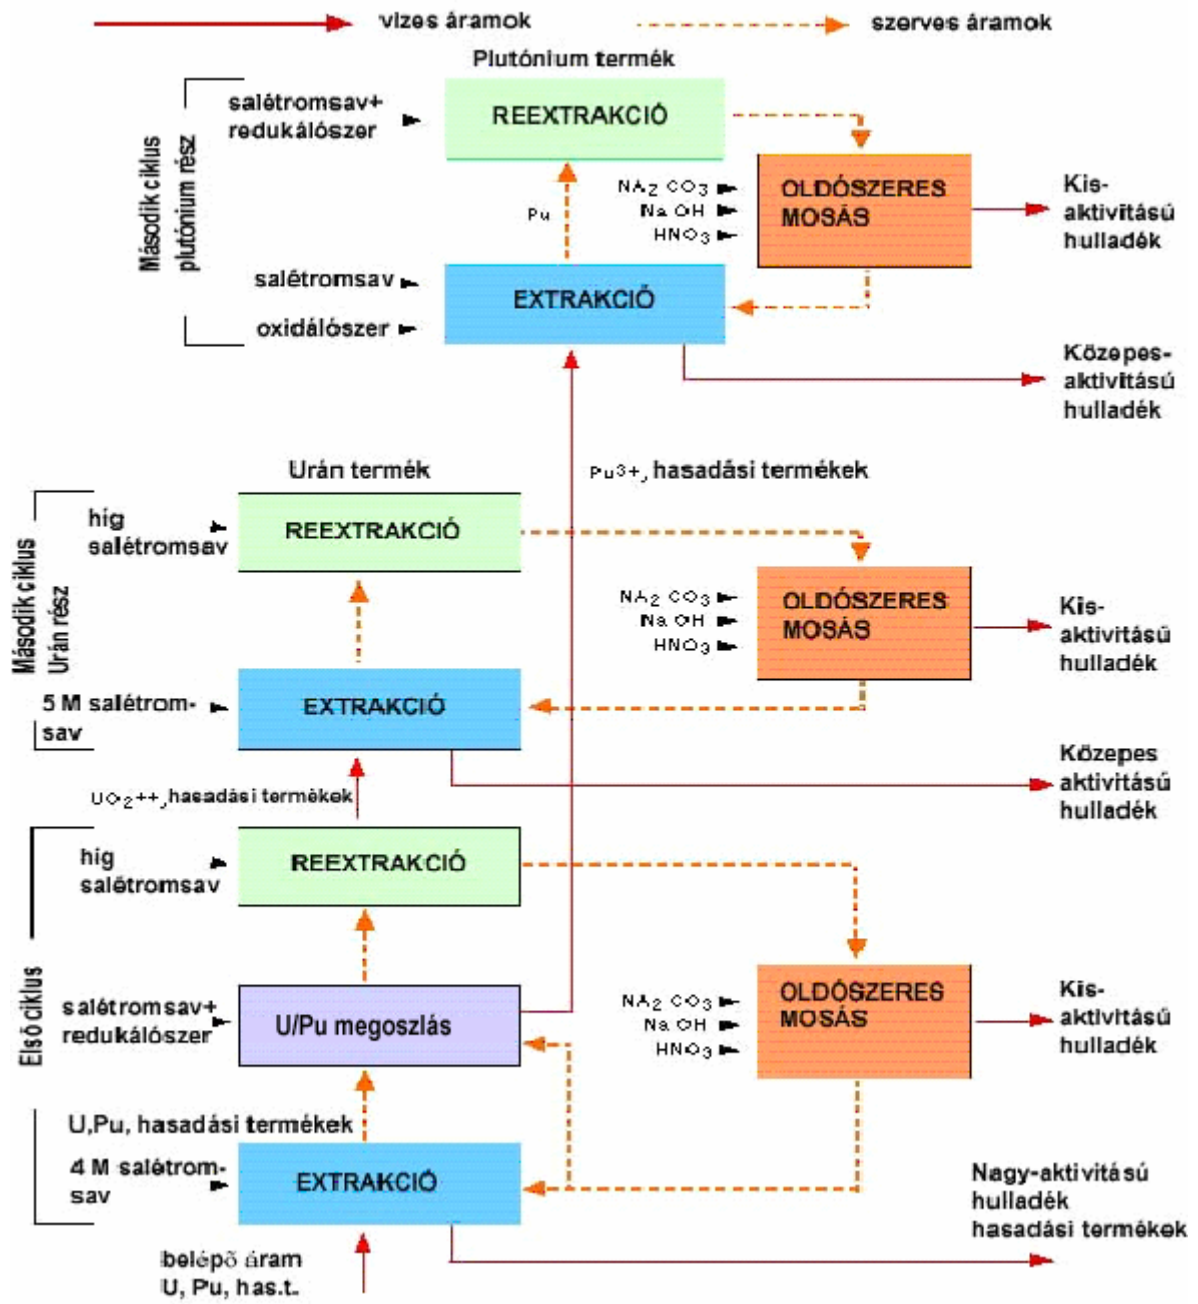 vizes áramok
szerves áramok
Plutónium termék
Második ciklus
plutónium rész
salétromsav+
redukálószer
REEXTRAKCIÓ
NA2 CO3
Na OH
HNO3
OLDÓSZERES
MOSÁS
Kis-
aktivitású
hulladék
Pu
salétromsav
oxidálószer
EXTRAKCIÓ
Közepes-
aktivitású
hulladék
Urán termék
Pu3+, hasadási termékek
Második ciklus
Urán rész
híg
salétromsav
REEXTRAKCIÓ
NA2 CO3
Na OH
HNO3
OLDÓSZERES
MOSÁS
Kis-
aktivitású
hulladék
5 M salétrom-
sav
EXTRAKCIÓ
Közepes
aktivitású
hulladék
UO2++,hasadási termékek
Első ciklus
híg
salétromsav
REEXTRAKCIÓ
salétromsav+
redukálószer
U/Pu megoszlás
NA2 CO3
Na OH
HNO3
OLDÓSZERES
MOSÁS
Kis-
aktivitású
hulladék
U,Pu, hasadási termékek
4 M salétrom-
sav
EXTRAKCIÓ
Nagy-aktivitású
hulladék
hasadási termékek
belépõ áram
U, Pu, has.t.